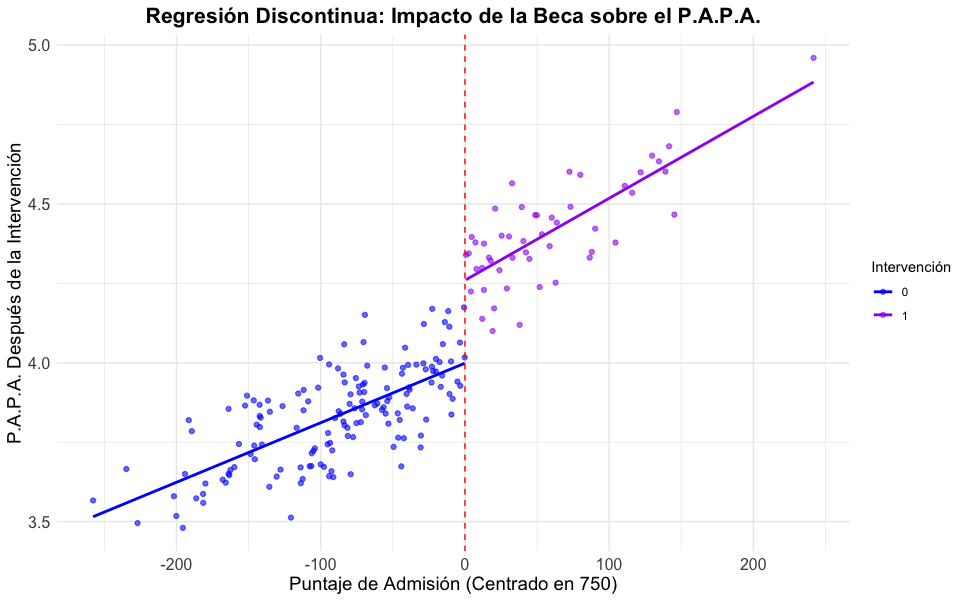 Regresión Discontinua: Impacto de la Beca sobre el P.A.P.A.
P.A.P.A. Después de la Intervención
5.0
4.5
4.0
3.5
-200
-100
0
100
200
Puntaje de Admisión (Centrado en 750)
Intervención
0
1